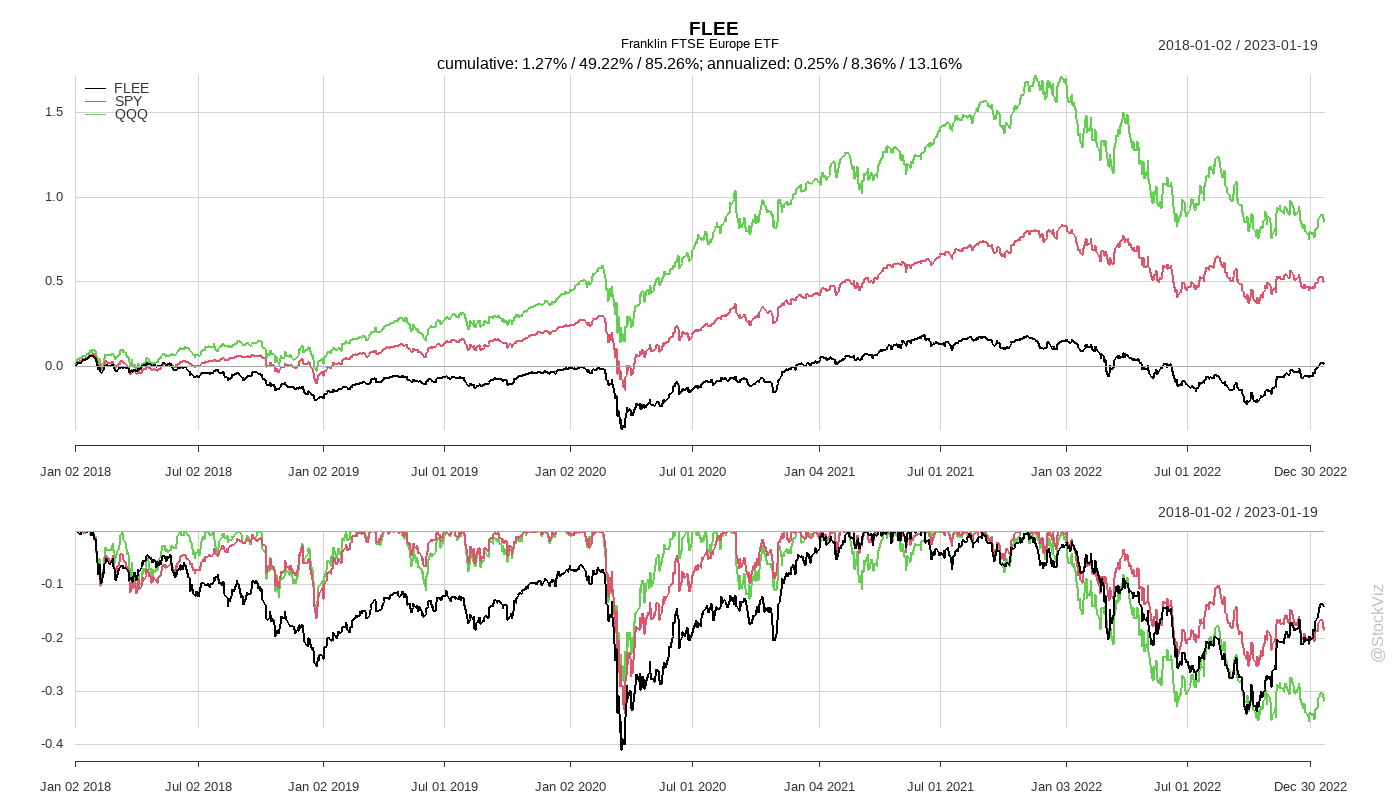 FLEE
Franklin FTSE Europe ETF
2018-01-02 / 2023-01-19
cumulative: 1.27% / 49.22% / 85.26%; annualized: 0.25% / 8.36% / 13.16%
FLEE
SPY
QQQ
1.5
1.0
0.5
0.0
Jan 02 2018 Jul 02 2018 Jan 02 2019 Jul 01 2019 Jan 02 2020 Jul 01 2020 Jan 04 2021 Jul 01 2021 Jan 03 2022 Jul 01 2022 Dec 30 2022
2018-01-02 / 2023-01-19
-0.1
-0.2
-0.3
-0.4
Jan 02 2018 Jul 02 2018 Jan 02 2019 Jul 01 2019 Jan 02 2020 Jul 01 2020 Jan 04 2021 Jul 01 2021 Jan 03 2022 Jul 01 2022 Dec 30 2022
@StockViz